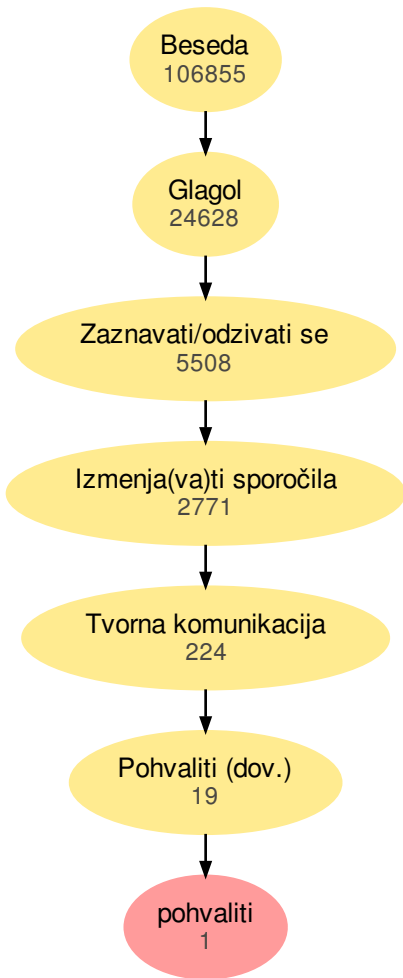 Beseda
106855
Glagol
24628
Zaznavati/odzivati se
5508
Izmenja(va)ti sporočila
2771
Tvorna komunikacija
224
Pohvaliti (dov.)
19
pohvaliti
1